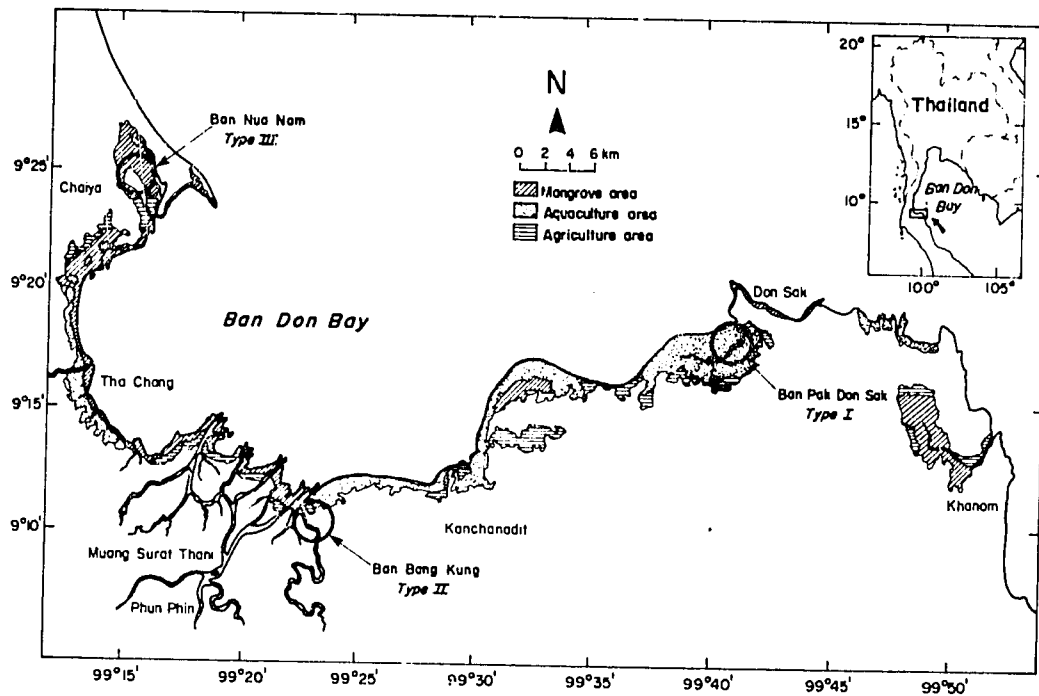 20°
Thailand
15°
10°
Ban Don
Bay
100°
104°
N
0 2 4 6 km
Mangrove area
Aquaculture area
Agriculture area
Ban Nua Nam
Type III
9°25'
Chaiya
9°20'
Ban Don Bay
Don Sak
Tha Chang
9°15'
Ban Pak Don Sak
Type I
Khanom
9°10'
Kanchanadit
Muang Surat Thani
Ban Bang Kung
Type II
Phun Phin
99°15'
99°20'
99°25'
99°30'
99°35'
99°40'
99°45'
99°50'